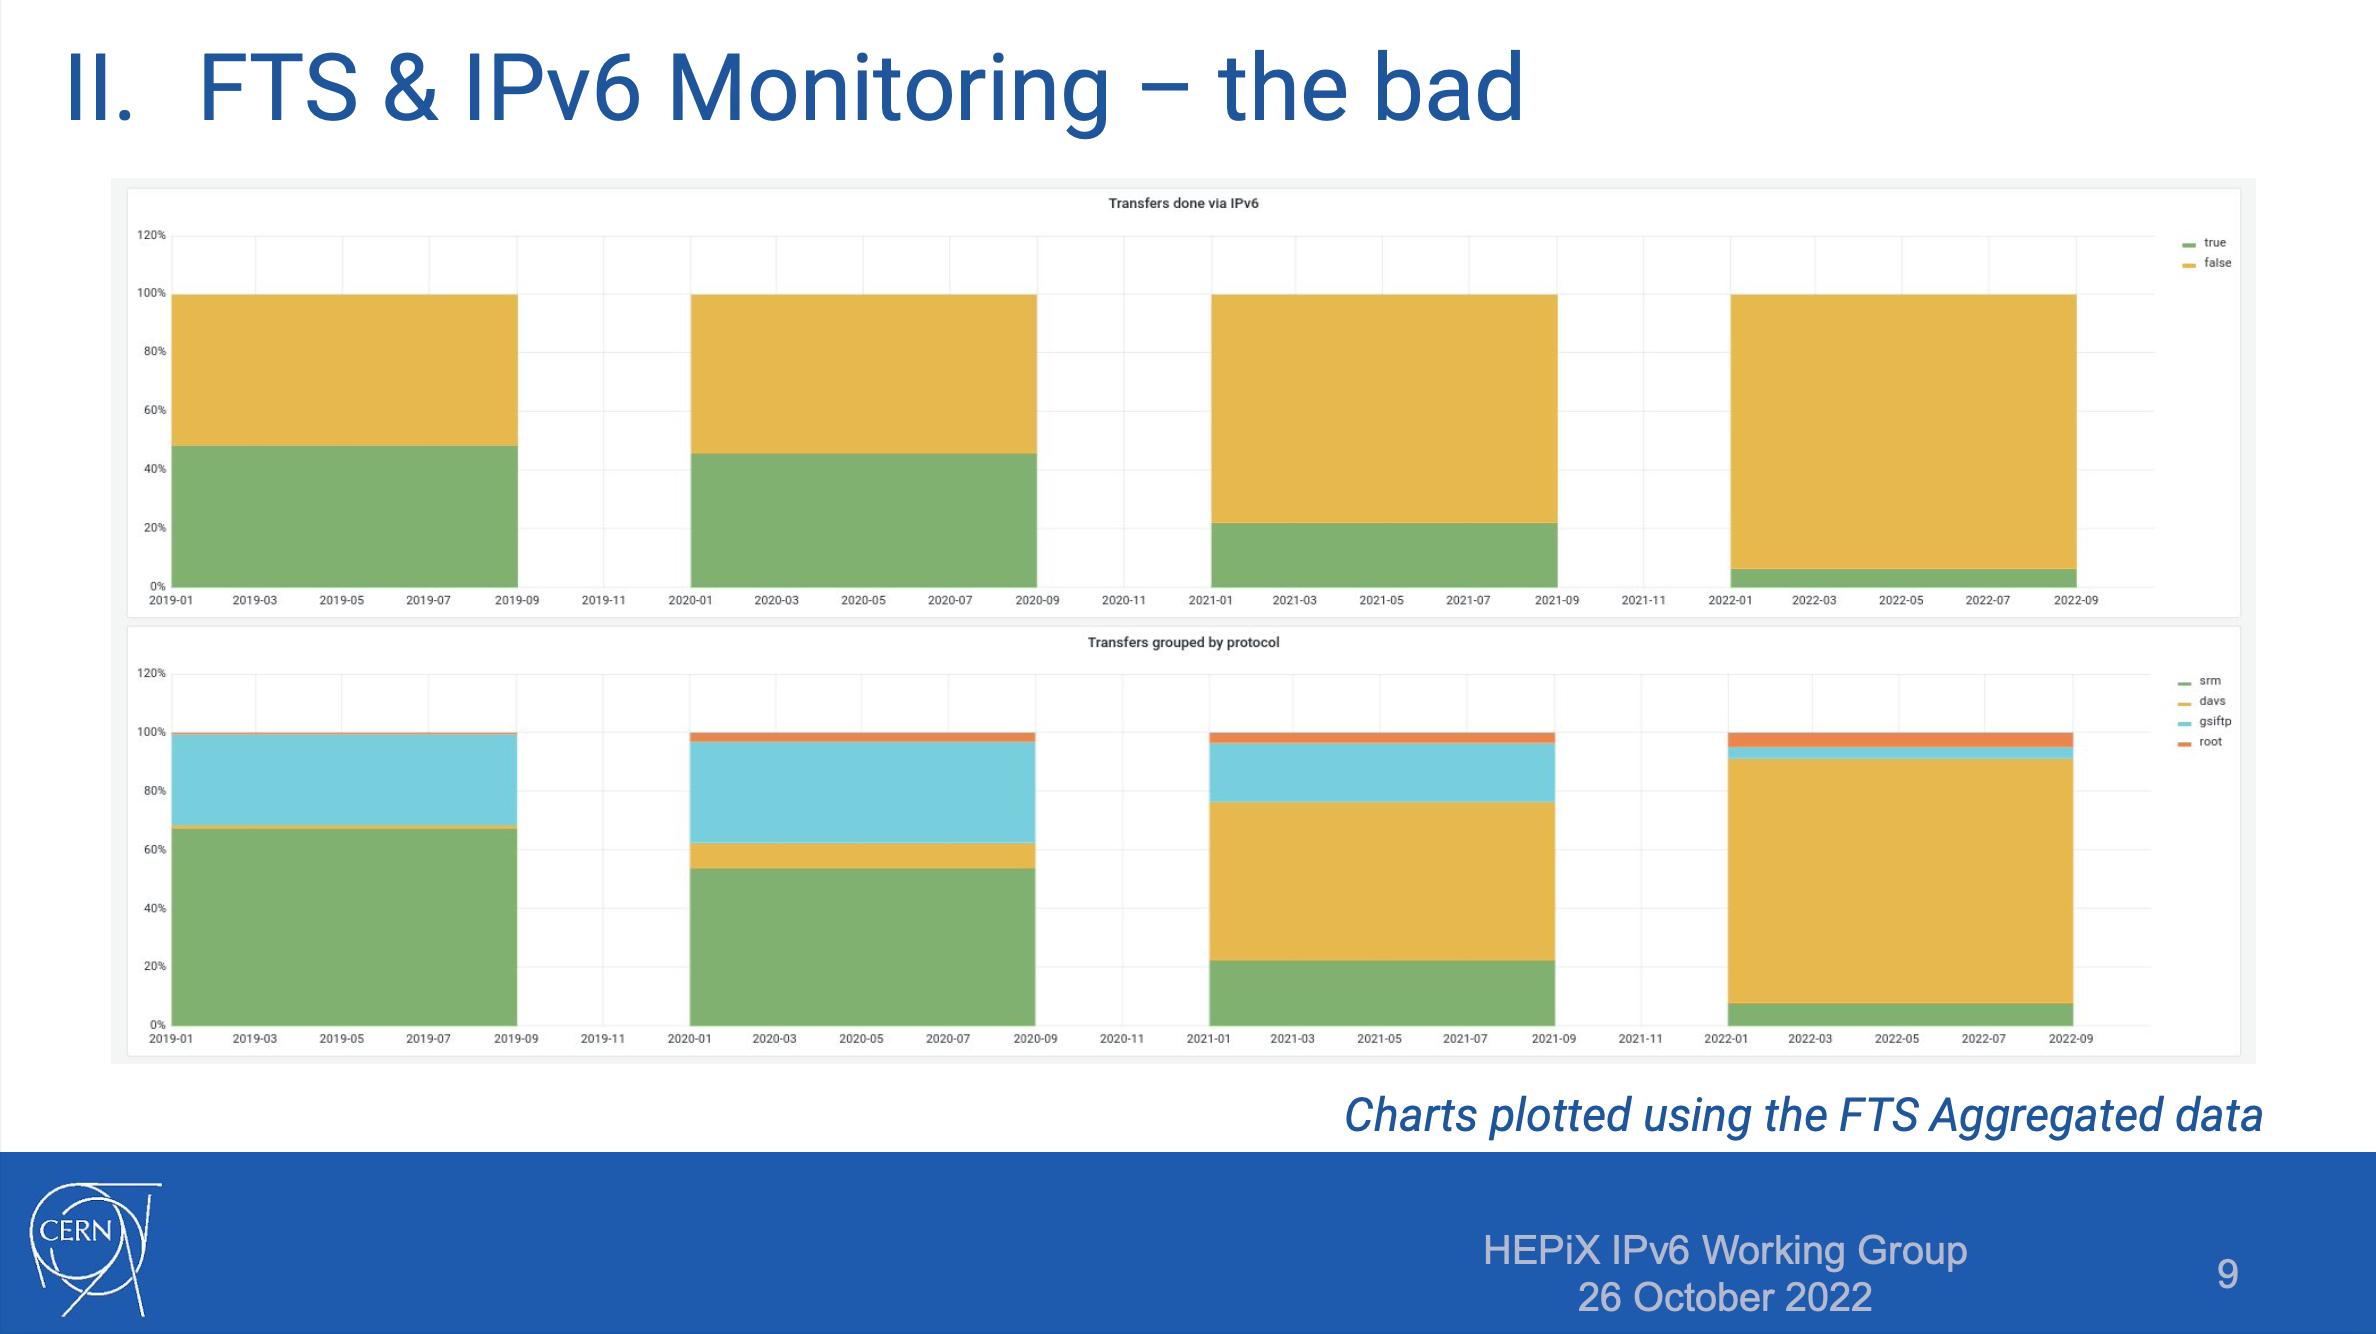 II. FTS & IPv6 Monitoring – the bad
Transfers done via IPv6
120%
100%
80%
60%
40%
20%
0%
2019-01 2019-03 2019-05 2019-07 2019-09 2019-11 2020-01 2020-03 2020-05 2020-07 2020-09 2020-11 2021-01 2021-03 2021-05 2021-07 2021-09 2021-11 2022-01 2022-03 2022-05 2022-07 2022-09
true
false
Transfers grouped by protocol
120%
100%
80%
60%
40%
20%
0%
2019-01 2019-03 2019-05 2019-07 2019-09 2019-11 2020-01 2020-03 2020-05 2020-07 2020-09 2020-11 2021-01 2021-03 2021-05 2021-07 2021-09 2021-11 2022-01 2022-03 2022-05 2022-07 2022-09
srm
davs
gsiftp
root
Charts plotted using the FTS Aggregated data
CERN
HEPiX IPv6 Working Group
26 October 2022
9